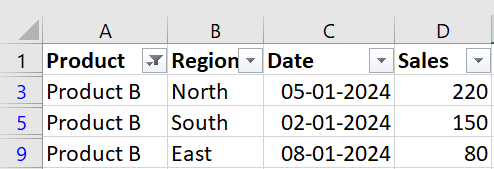 A B C D
1 Product Region Date Sales
3 Product B North 05-01-2024 220
5 Product B South 02-01-2024 150
9 Product B East 08-01-2024 80